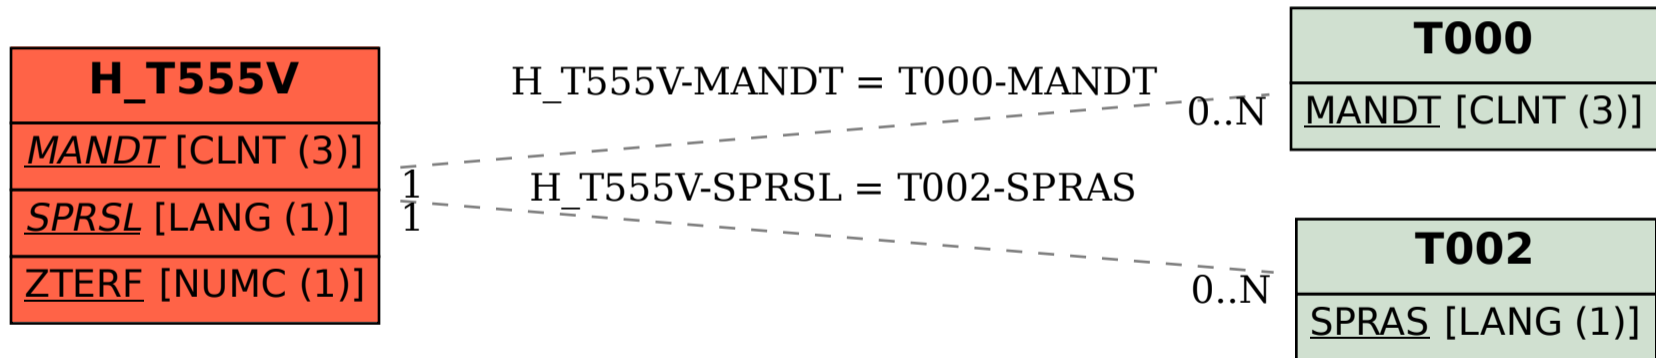 H_T555V
MANDT [CLNT (3)]
SPRSL [LANG (1)]
ZTERF [NUMC (1)]
H_T555V-MANDT = T000-MANDT
0..N
1
H_T555V-SPRSL = T002-SPRAS
1
0..N
T000
MANDT [CLNT (3)]
T002
SPRAS [LANG (1)]